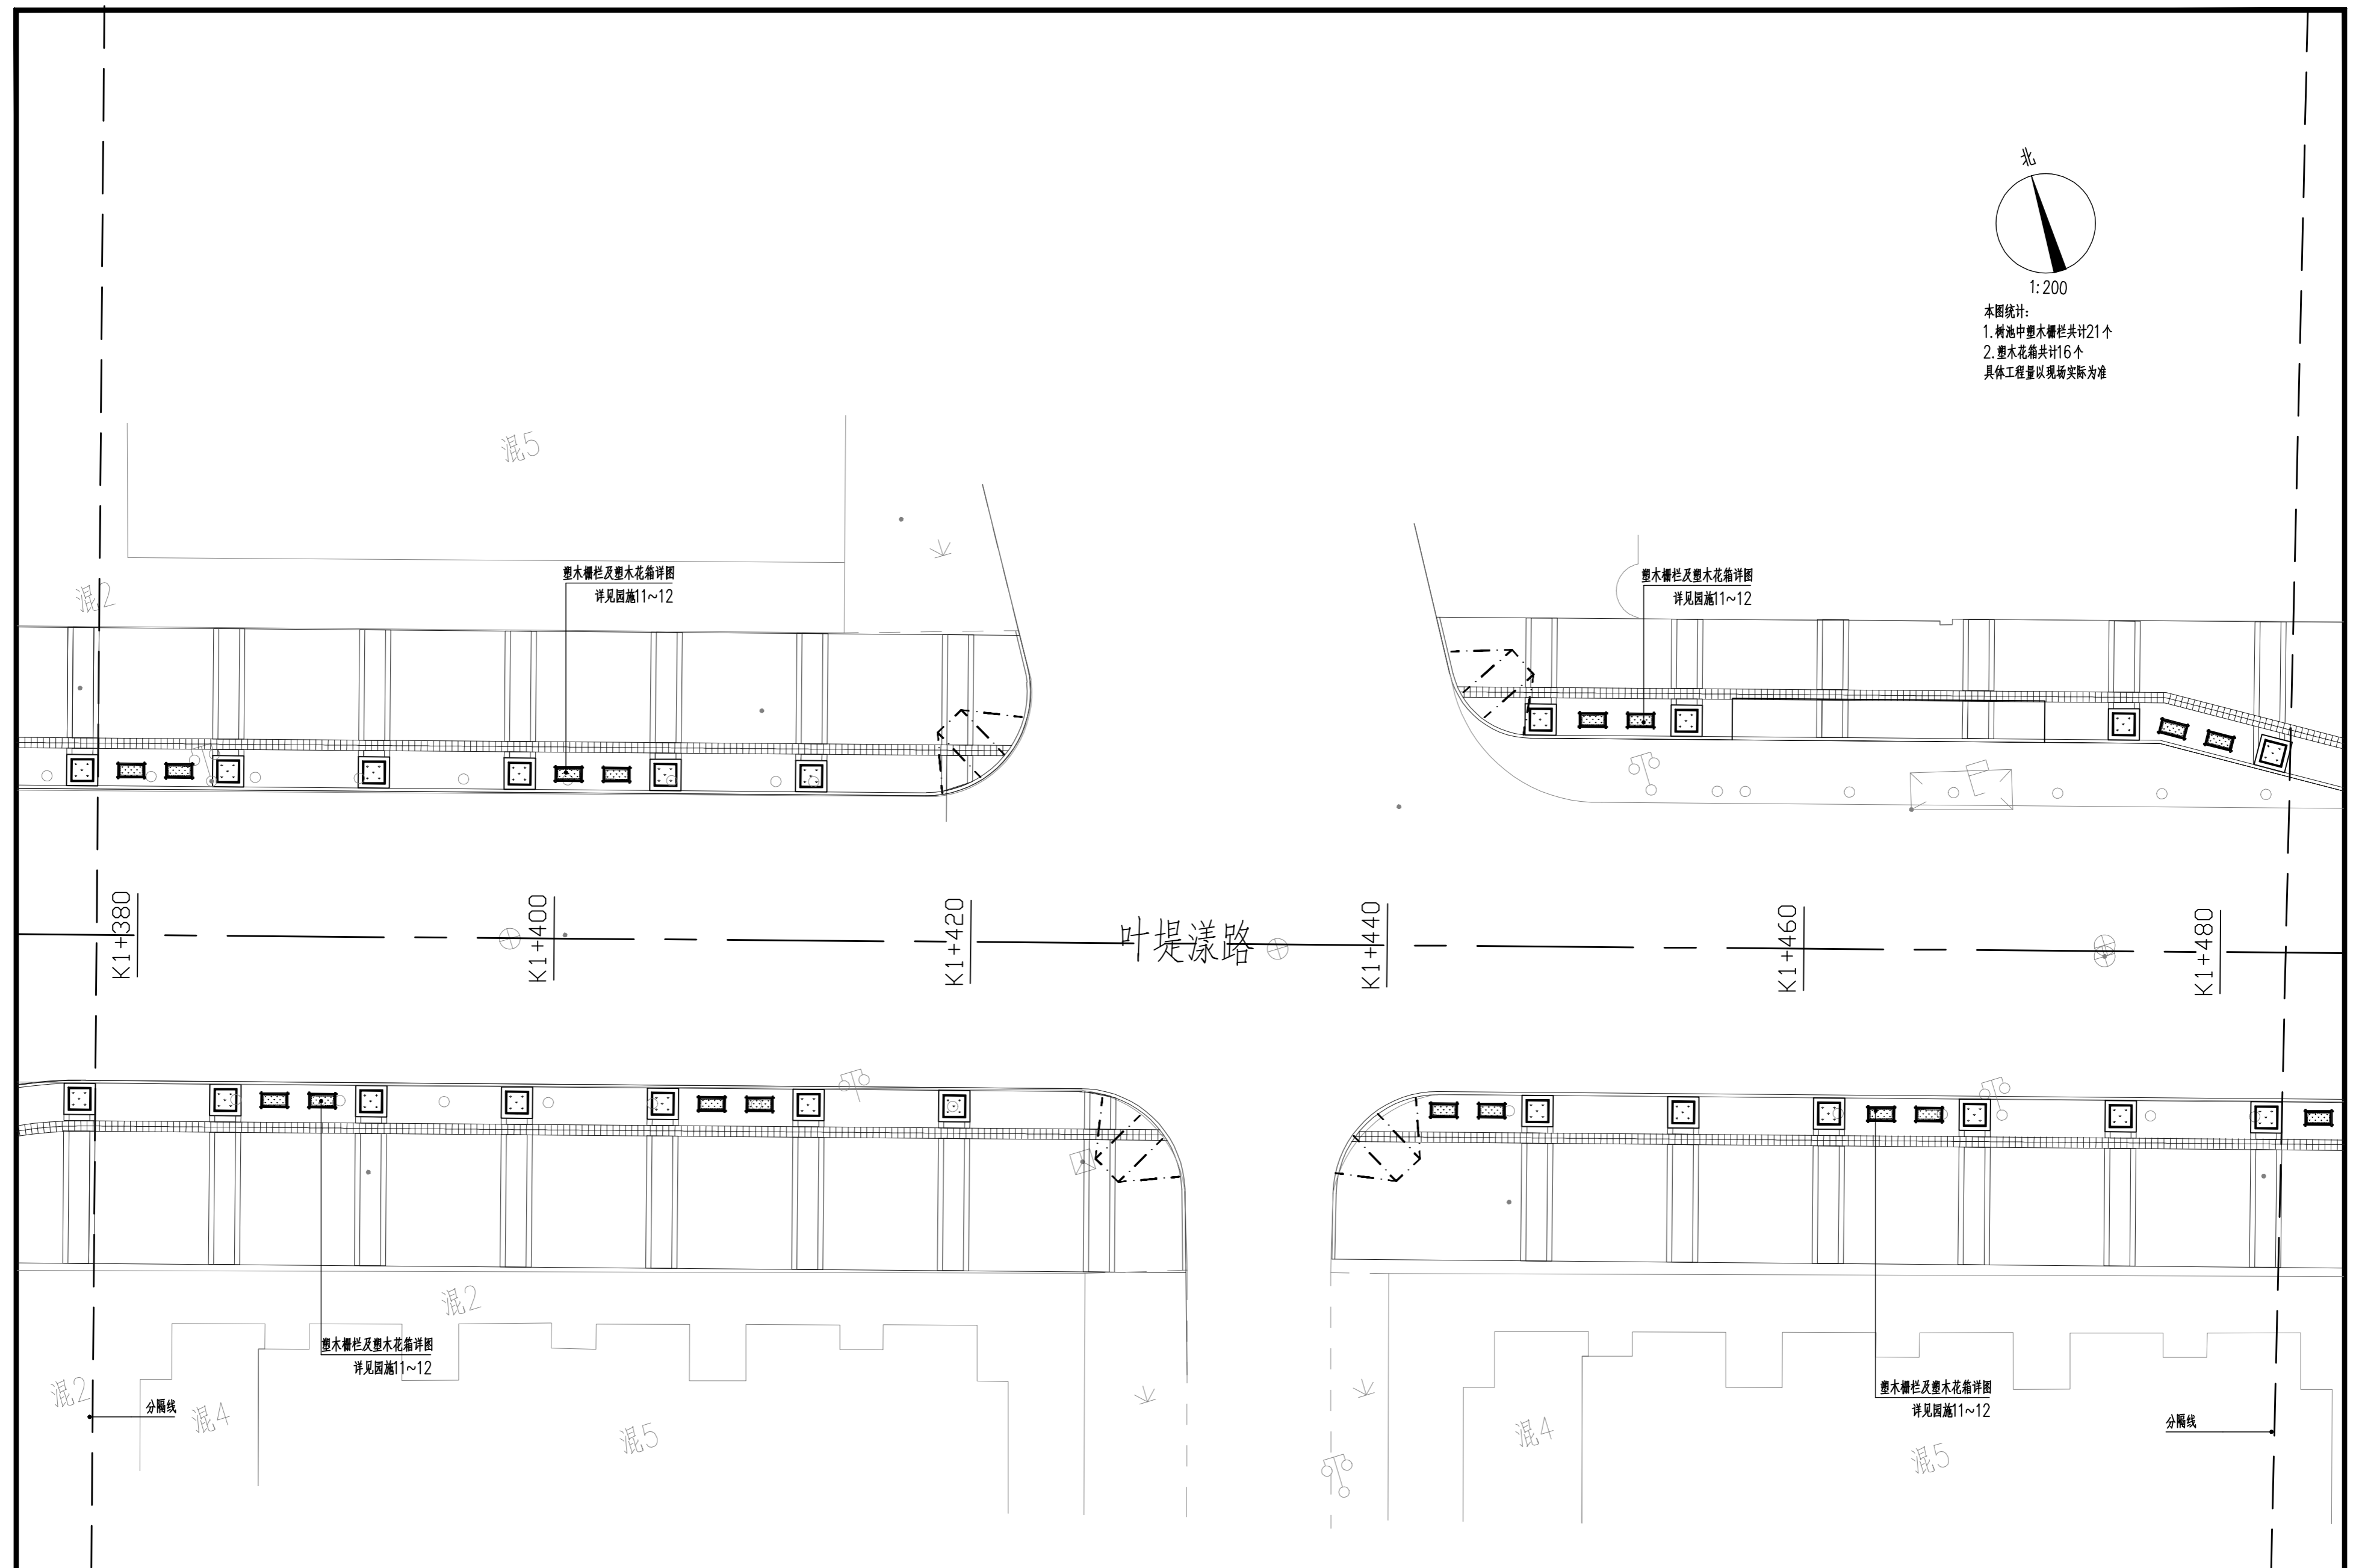 北
1:200
本图统计:
1.树池中塑木栅栏共计21个
2.塑木花箱共计16个
具体工程量以现场实际为准
混5
混2
塑木栅栏及塑木花箱详图
详见园施11~12
塑木栅栏及塑木花箱详图
详见园施11~12
K1+380
K1+400
K1+420
叶堤漾路
K1+440
K1+460
K1+480
混2
塑木栅栏及塑木花箱详图
详见园施11~12
混2
分隔线
混4
混5
塑木栅栏及塑木花箱详图
详见园施11~12
混4
分隔线
混5